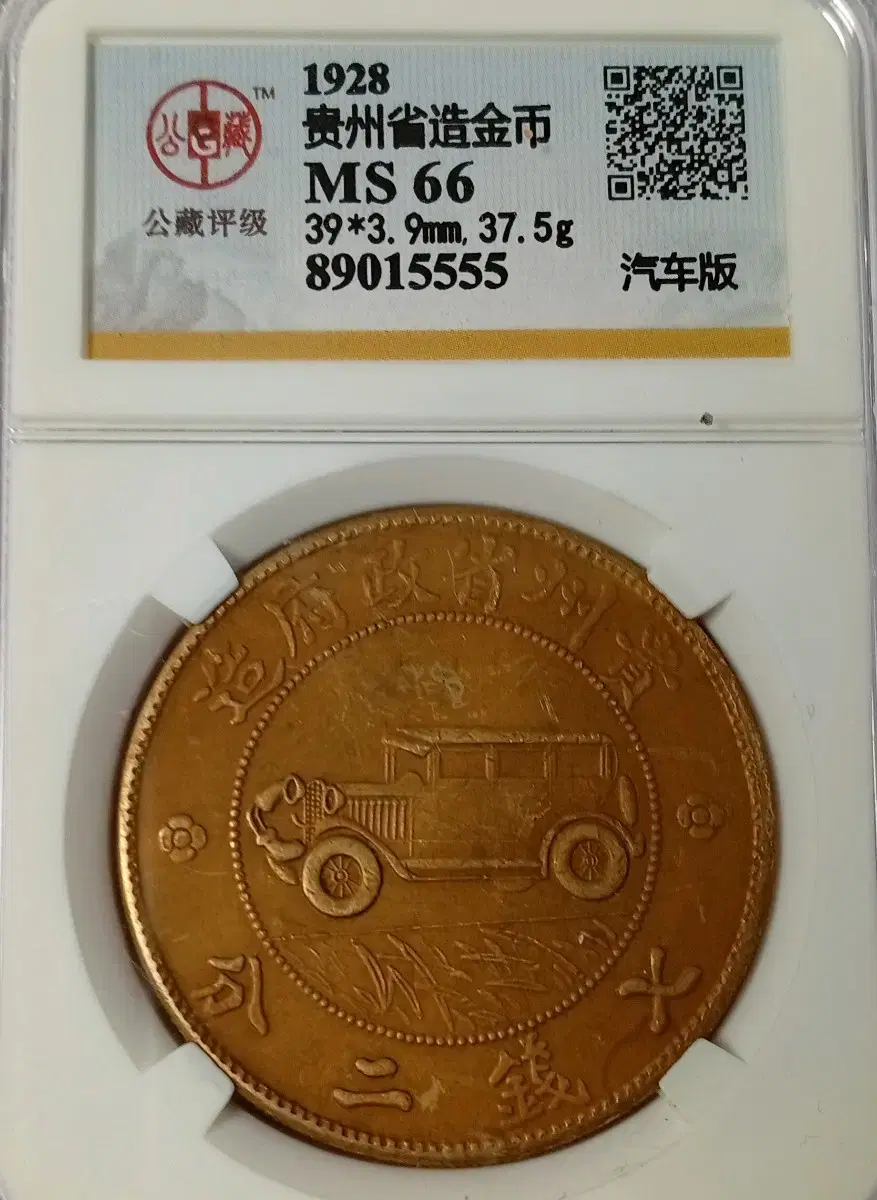 公藏
TM
公藏评级
1928
贵州省造金币
MS 66
39*3.9mm,37.5g
89015555
汽车版
貴州省政府造
七錢二分